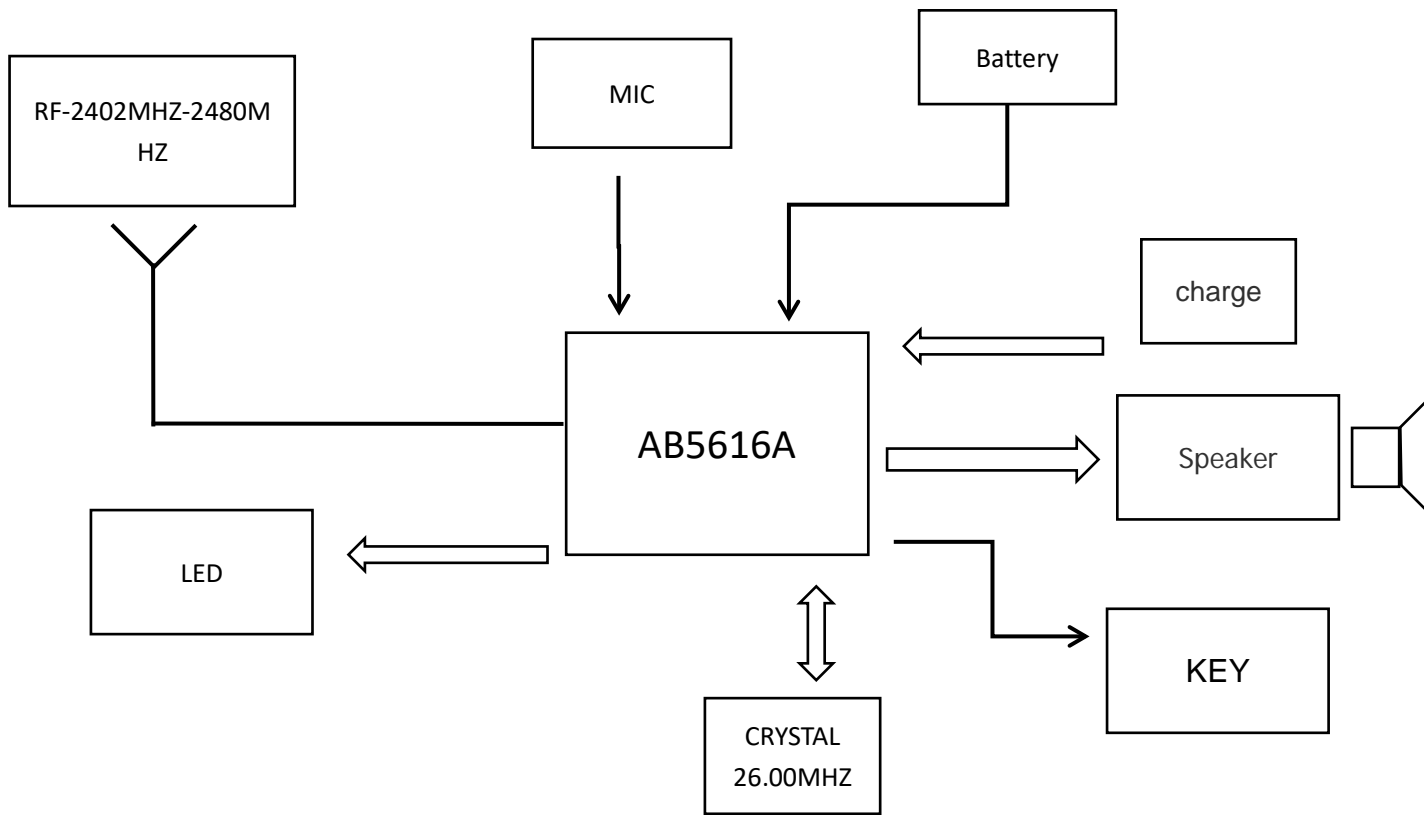 Battery
MIC
RF-2402MHZ-2480M
HZ
charge
AB5616A
Speaker
LED
KEY
CRYSTAL
26.00MHZ